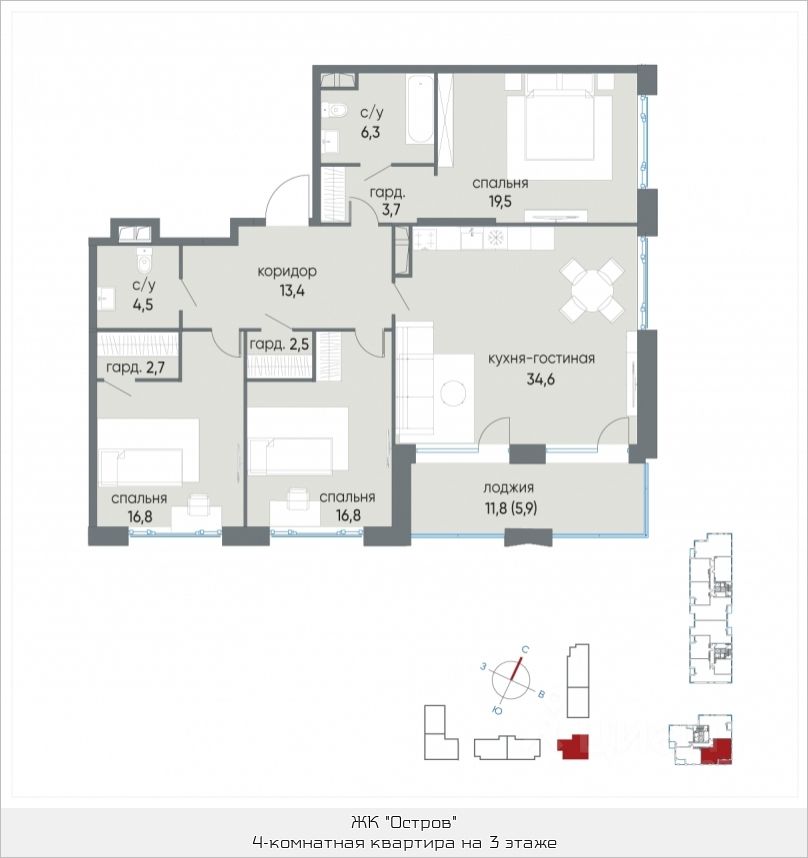 с/у
6,3
гард.
3,7
спальня
19,5
коридор
13,4
с/у
4,5
гард. 2,7
гард. 2,5
кухня-гостиная
34,6
спальня
16,8
спальня
16,8
лоджия
11,8 (5,9)
С
З
В
Ю
ЖК "Остров"
4-комнатная квартира на 3 этаже